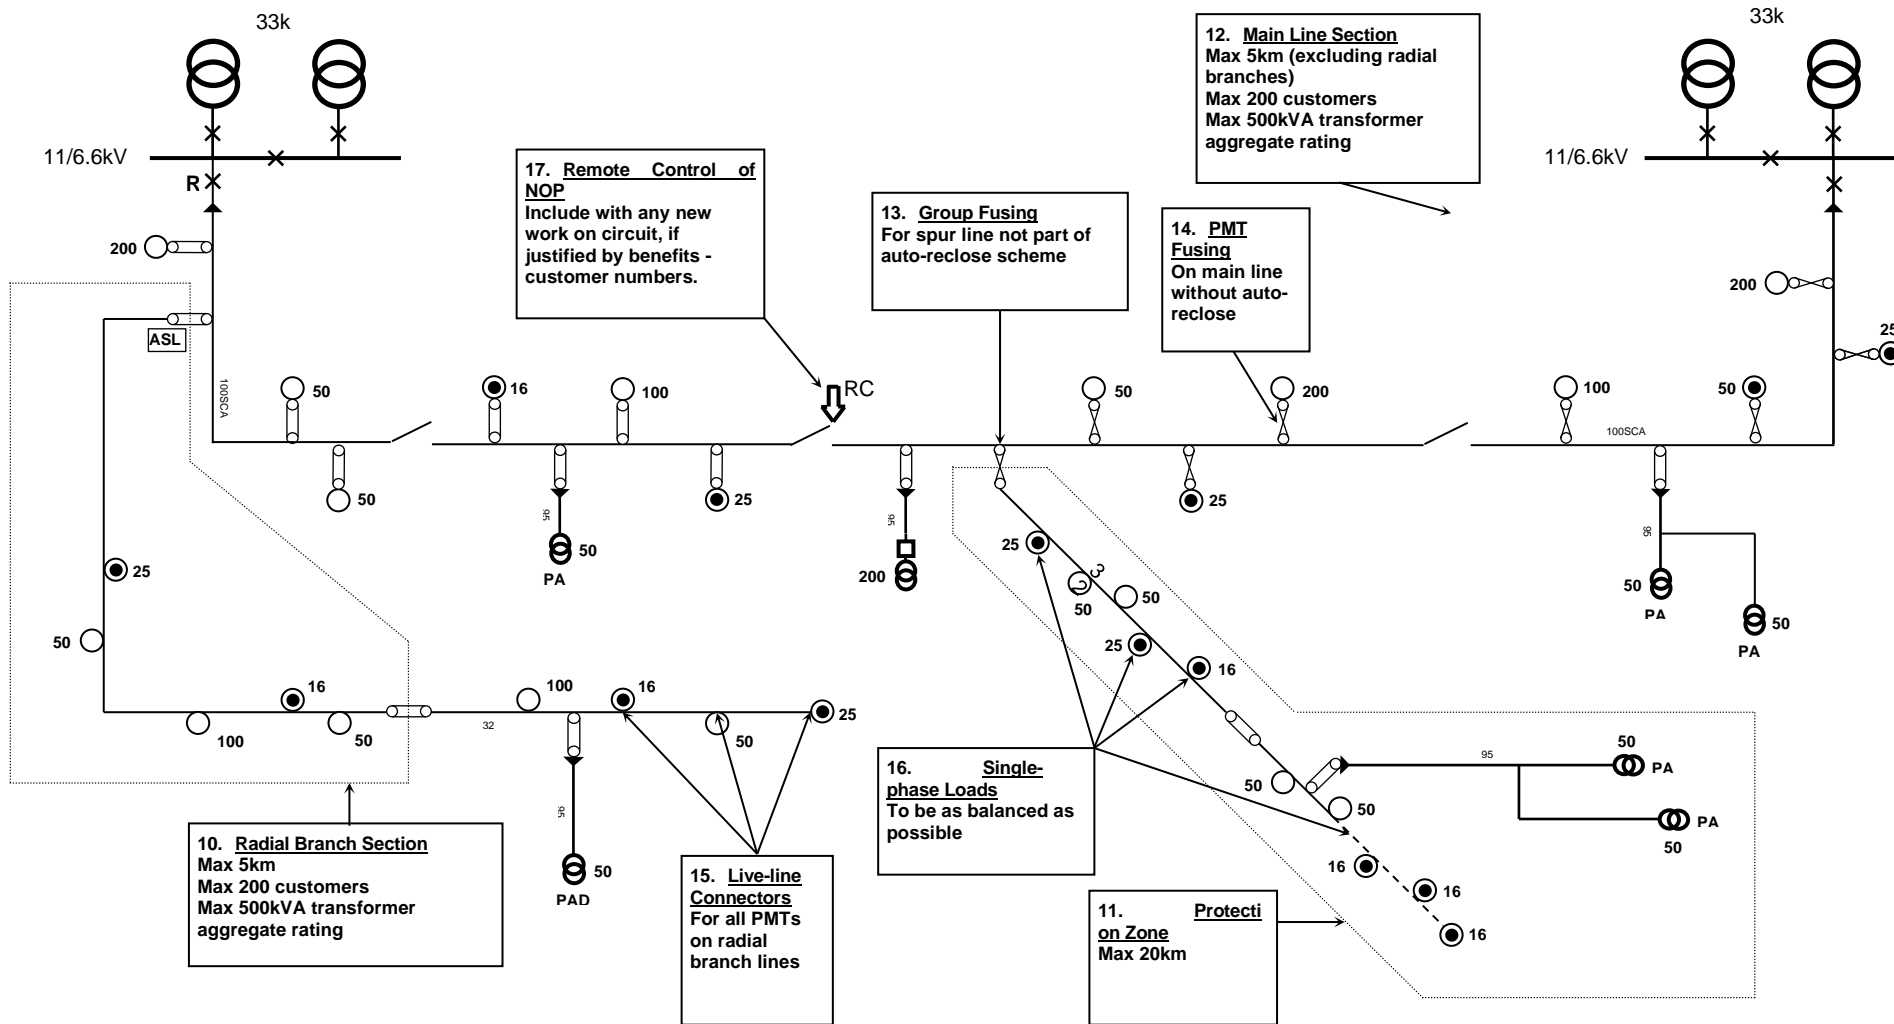 33k
33k
11/6.6kV
11/6.6kV
R
12. Main Line Section
Max 5km (excluding radial
branches)
Max 200 customers
Max 500kVA transformer
aggregate rating
17. Remote Control of
NOP
Include with any new
work on circuit, if
justified by benefits -
customer numbers.
13. Group Fusing
For spur line not part of
auto-reclose scheme
14. PMT
Fusing
On main line
without auto-
reclose
200
200
ASL
25
100SCA
50
16
100
RC
50
200
100
50
100SCA
50
25
25
95
50
PA
95
200
95
50
PA
50
PA
25
50
16
100
50
32
100
16
50
25
95
50
PAD
25
3
2
50
50
25
16
50
50
95
50
PA
PA
50
16
16
16
10. Radial Branch Section
Max 5km
Max 200 customers
Max 500kVA transformer
aggregate rating
15. Live-line
Connectors
For all PMTs
on radial
branch lines
16. Single-
phase Loads
To be as balanced as
possible
11. Protecti
on Zone
Max 20km